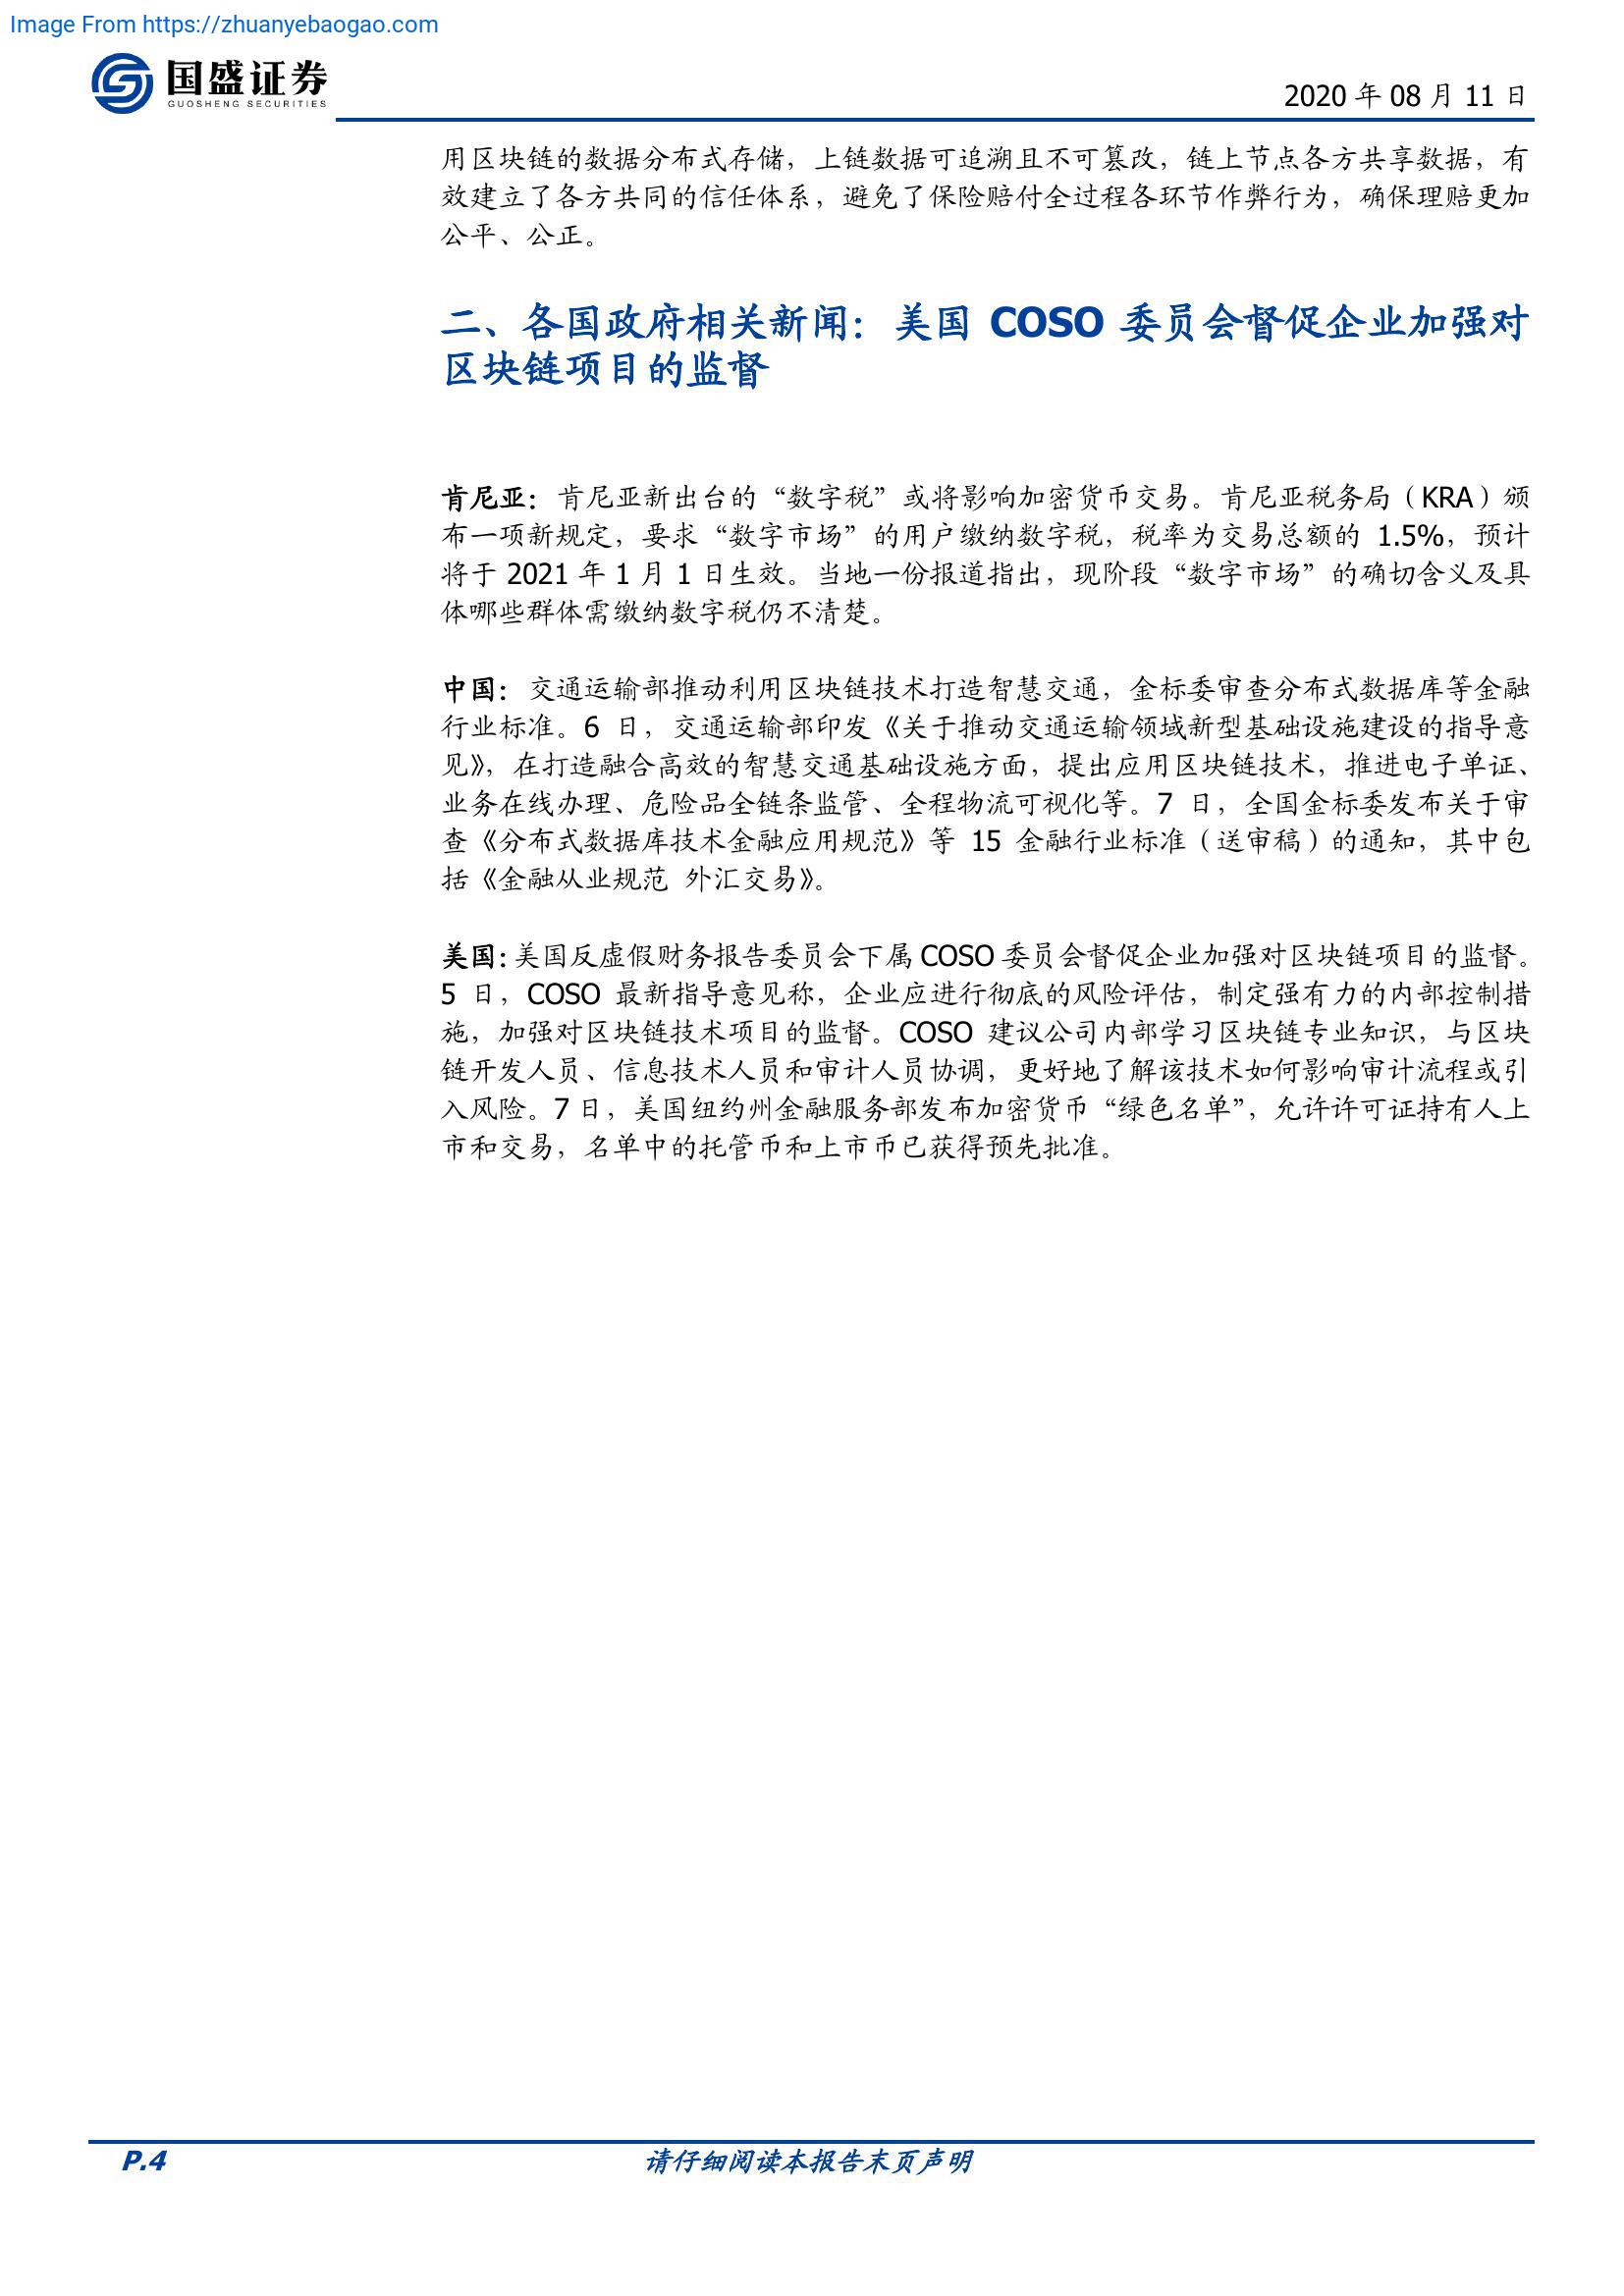 Image From https://zhuanyebaogao.com
国盛证券
GUOSHENG SECURITIES
2020 年 08 月 11 日
用区块链的数据分布式存储，上链数据可追溯且不可篡改，链上节点各方共享数据，有
效建立了各方共同的信任体系，避免了保险赔付全过程各环节作弊行为，确保理赔更加
公平、公正。
二、各国政府相关新闻：美国 COSO 委员会督促企业加强对
区块链项目的监督
肯尼亚：肯尼亚新出台的“数字税”或将影响加密货币交易。肯尼亚税务局（KRA）颁
布一项新规定，要求“数字市场”的用户缴纳数字税，税率为交易总额的 1.5%，预计
将于 2021 年 1 月 1 日生效。当地一份报道指出，现阶段“数字市场”的确切含义及具
体哪些群体需缴纳数字税仍不清楚。
中国：交通运输部推动利用区块链技术打造智慧交通，金标委审查分布式数据库等金融
行业标准。6 日，交通运输部印发《关于推动交通运输领域新型基础设施建设的指导意
见》，在打造融合高效的智慧交通基础设施方面，提出应用区块链技术，推进电子单证、
业务在线办理、危险品全链条监管、全程物流可视化等。7 日，全国金标委发布关于审
查《分布式数据库技术金融应用规范》等 15 金融行业标准（送审稿）的通知，其中包
括《金融从业规范 外汇交易》。
美国：美国反虚假财务报告委员会下属 COSO 委员会督促企业加强对区块链项目的监督。
5 日，COSO 最新指导意见称，企业应进行彻底的风险评估，制定强有力的内部控制措
施，加强对区块链技术项目的监督。COSO 建议公司内部学习区块链专业知识，与区块
链开发人员、信息技术人员和审计人员协调，更好地了解该技术如何影响审计流程或引
入风险。7 日，美国纽约州金融服务部发布加密货币“绿色名单”，允许许可证持有人上
市和交易，名单中的托管币和上市币已获得预先批准。
P.4
请仔细阅读本报告末页声明